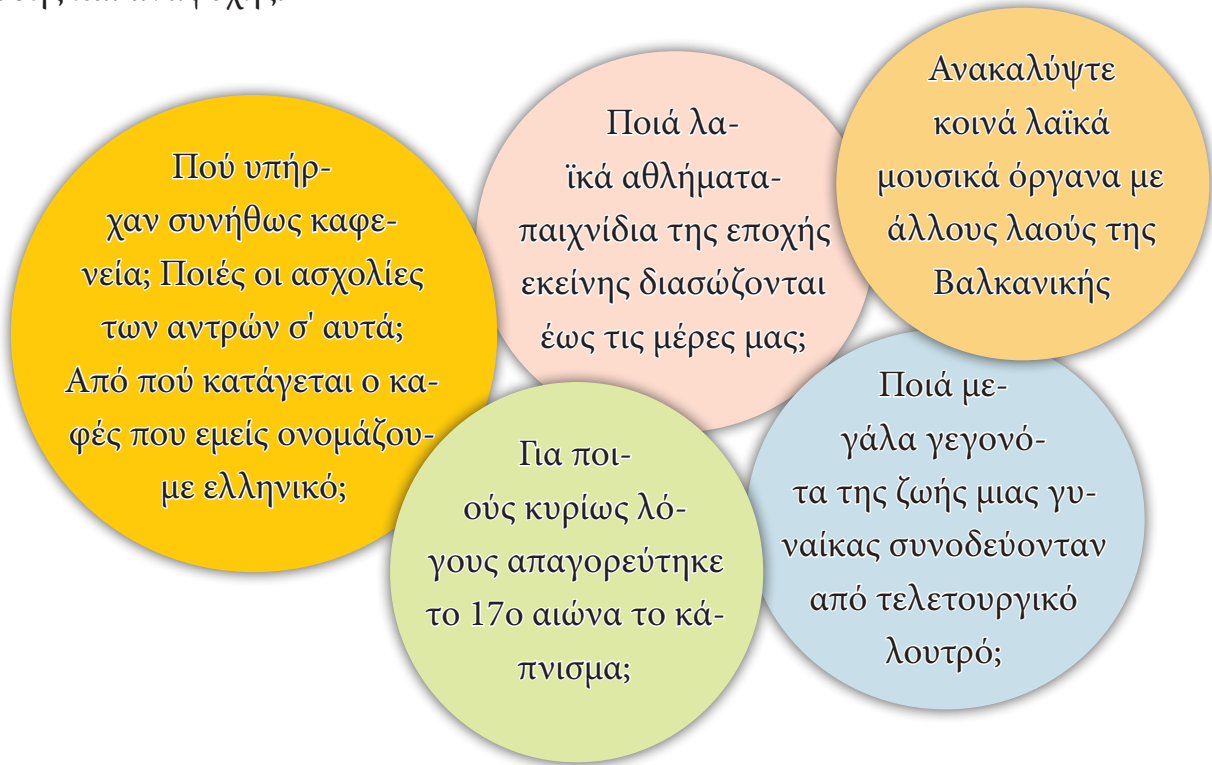 Πού υπήρ-
χαν συνήθως καφε-
νεία; Ποιές οι ασχολίες
των αντρών σ' αυτά;
Από πού κατάγεται ο κα-
φές που εμείς ονομάζου-
με ελληνικό;
Ποιά λα-
ϊκά αθλήματα-
παιχνίδια της εποχής
εκείνης διασώζονται
έως τις μέρες μας;
Ανακαλύψτε
κοινά λαϊκά
μουσικά όργανα με
άλλους λαούς της
Βαλκανικής
Για ποι-
ούς κυρίως λό-
γους απαγορεύτηκε
το 17ο αιώνα το κά-
πνισμα;
Ποιά με-
γάλα γεγονό-
τα της ζωής μιας γυ-
ναίκας συνοδεύονταν
από τελετουργικό
λουτρό;